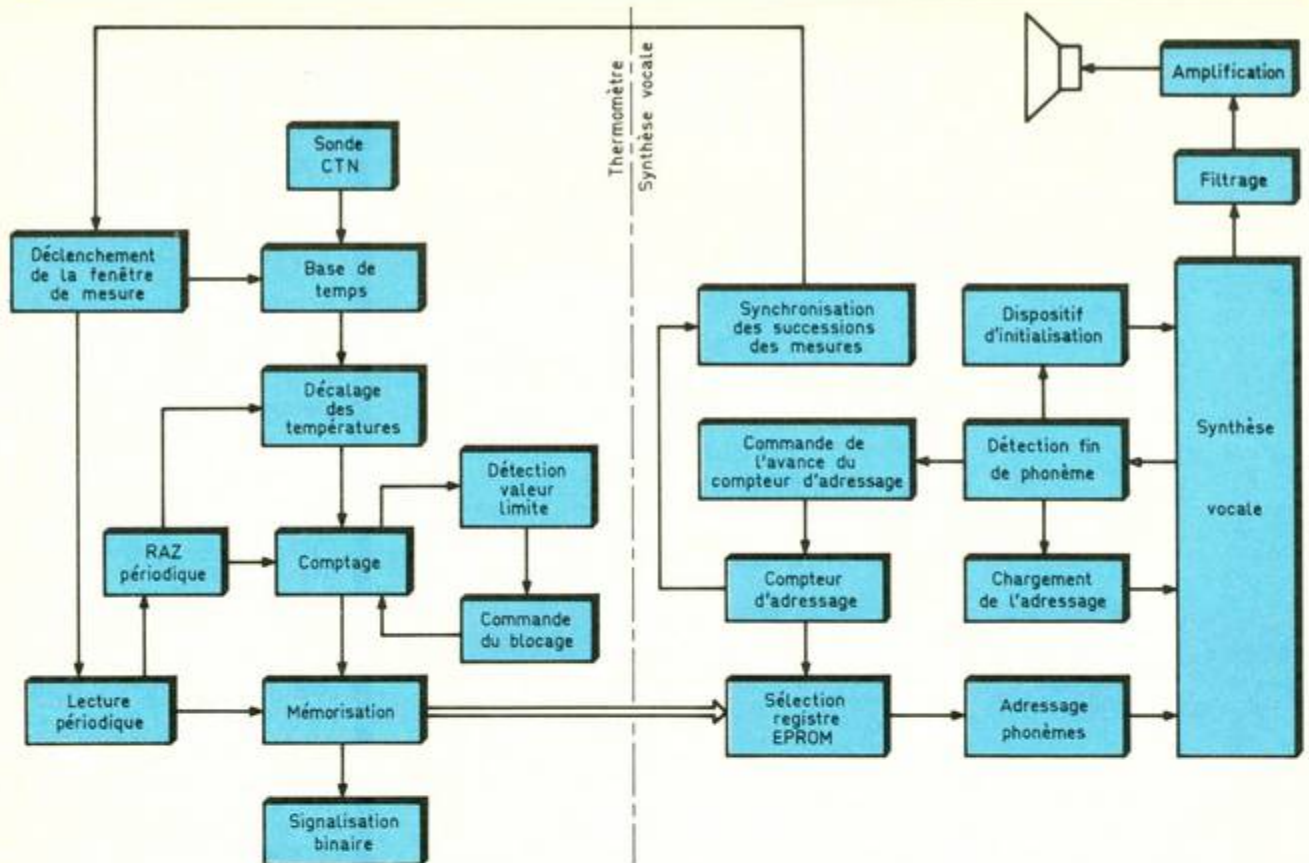 Thermomètre
Synthèse vocale
Amplification
Sonde
CTN
Filtrage
Déclenchement
de la fenêtre
de mesure
Base de
temps
Synchronisation
des successions
des mesures
Dispositif
d'initialisation
Décalage
des
températures
Commande de
l'avance du
compteur d'adressage
Détection fin
de phonème
Synthèse
vocale
Détection
valeur
limite
RAZ
périodique
Comptage
Compteur
d'adressage
Chargement
de l'adressage
Commande
du blocage
Lecture
périodique
Mémorisation
Sélection
registre
EPROM
Adressage
phonèmes
Signalisation
binaire